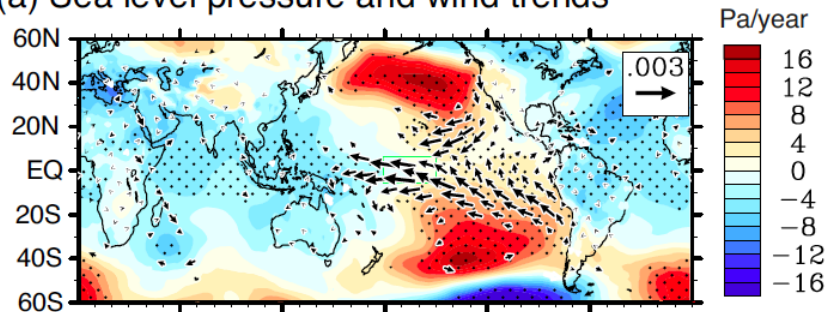 (a) Sea level pressure and wind trends
Pa/year
60N
40N
20N
EQ
20S
40S
60S
.003
16
12
8
4
0
−4
−8
−12
−16